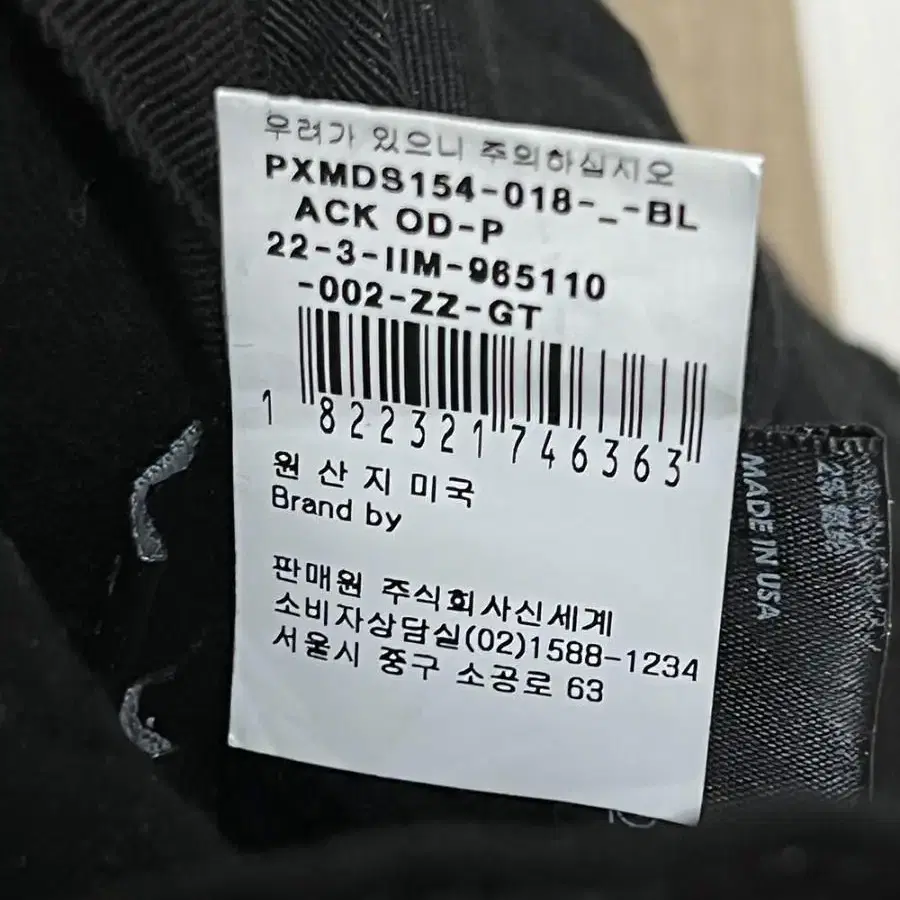 우려가 있으니 주의하십시오
PXMDS154-018-_-BL
ACK OD-P
22-3-IIM-965110
-002-ZZ-GT
1 822321 746363
원 산 지 미국
Brand by
판매원 주식회사신세계
소비자상담실(02)1588-1234
서울시 중구 소공로 63
MADE IN USA